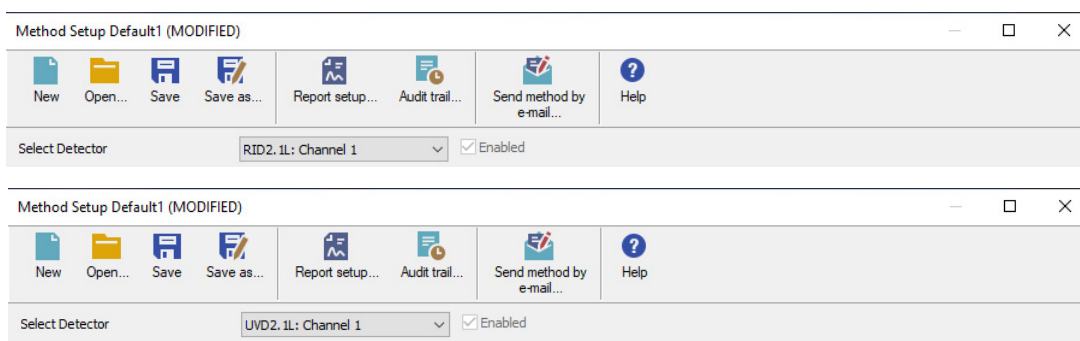 Method Setup Default1 (MODIFIED)
New Open... Save Save as... Report setup... Audit trail... Send method by e-mail... Help
Select Detector RID2.1L: Channel 1 Enabled
Method Setup Default1 (MODIFIED)
New Open... Save Save as... Report setup... Audit trail... Send method by e-mail... Help
Select Detector UVD2.1L: Channel 1 Enabled